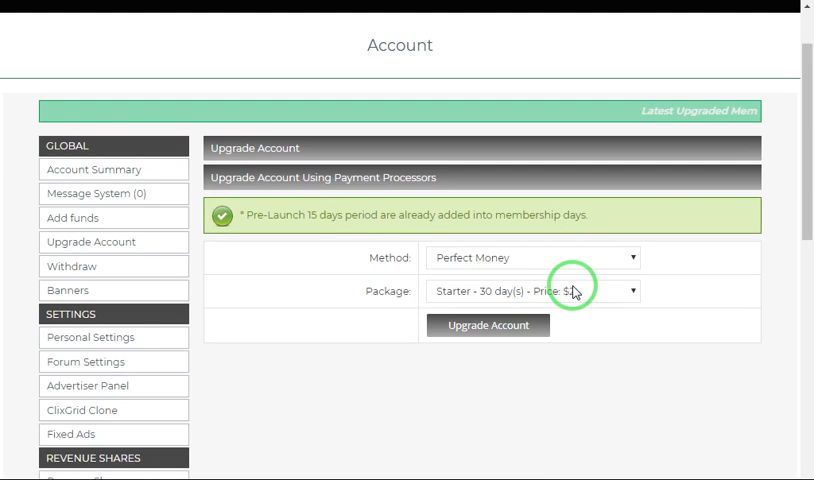 Account
Latest Upgraded Mem
GLOBAL
Account Summary
Message System (0)
Add funds
Upgrade Account
Withdraw
Banners
SETTINGS
Personal Settings
Forum Settings
Advertiser Panel
ClixGrid Clone
Fixed Ads
REVENUE SHARES
Upgrade Account
Upgrade Account Using Payment Processors
* Pre-Launch 15 days period are already added into membership days.
Method: Perfect Money
Package: Starter - 30 day(s) - Price:
Upgrade Account